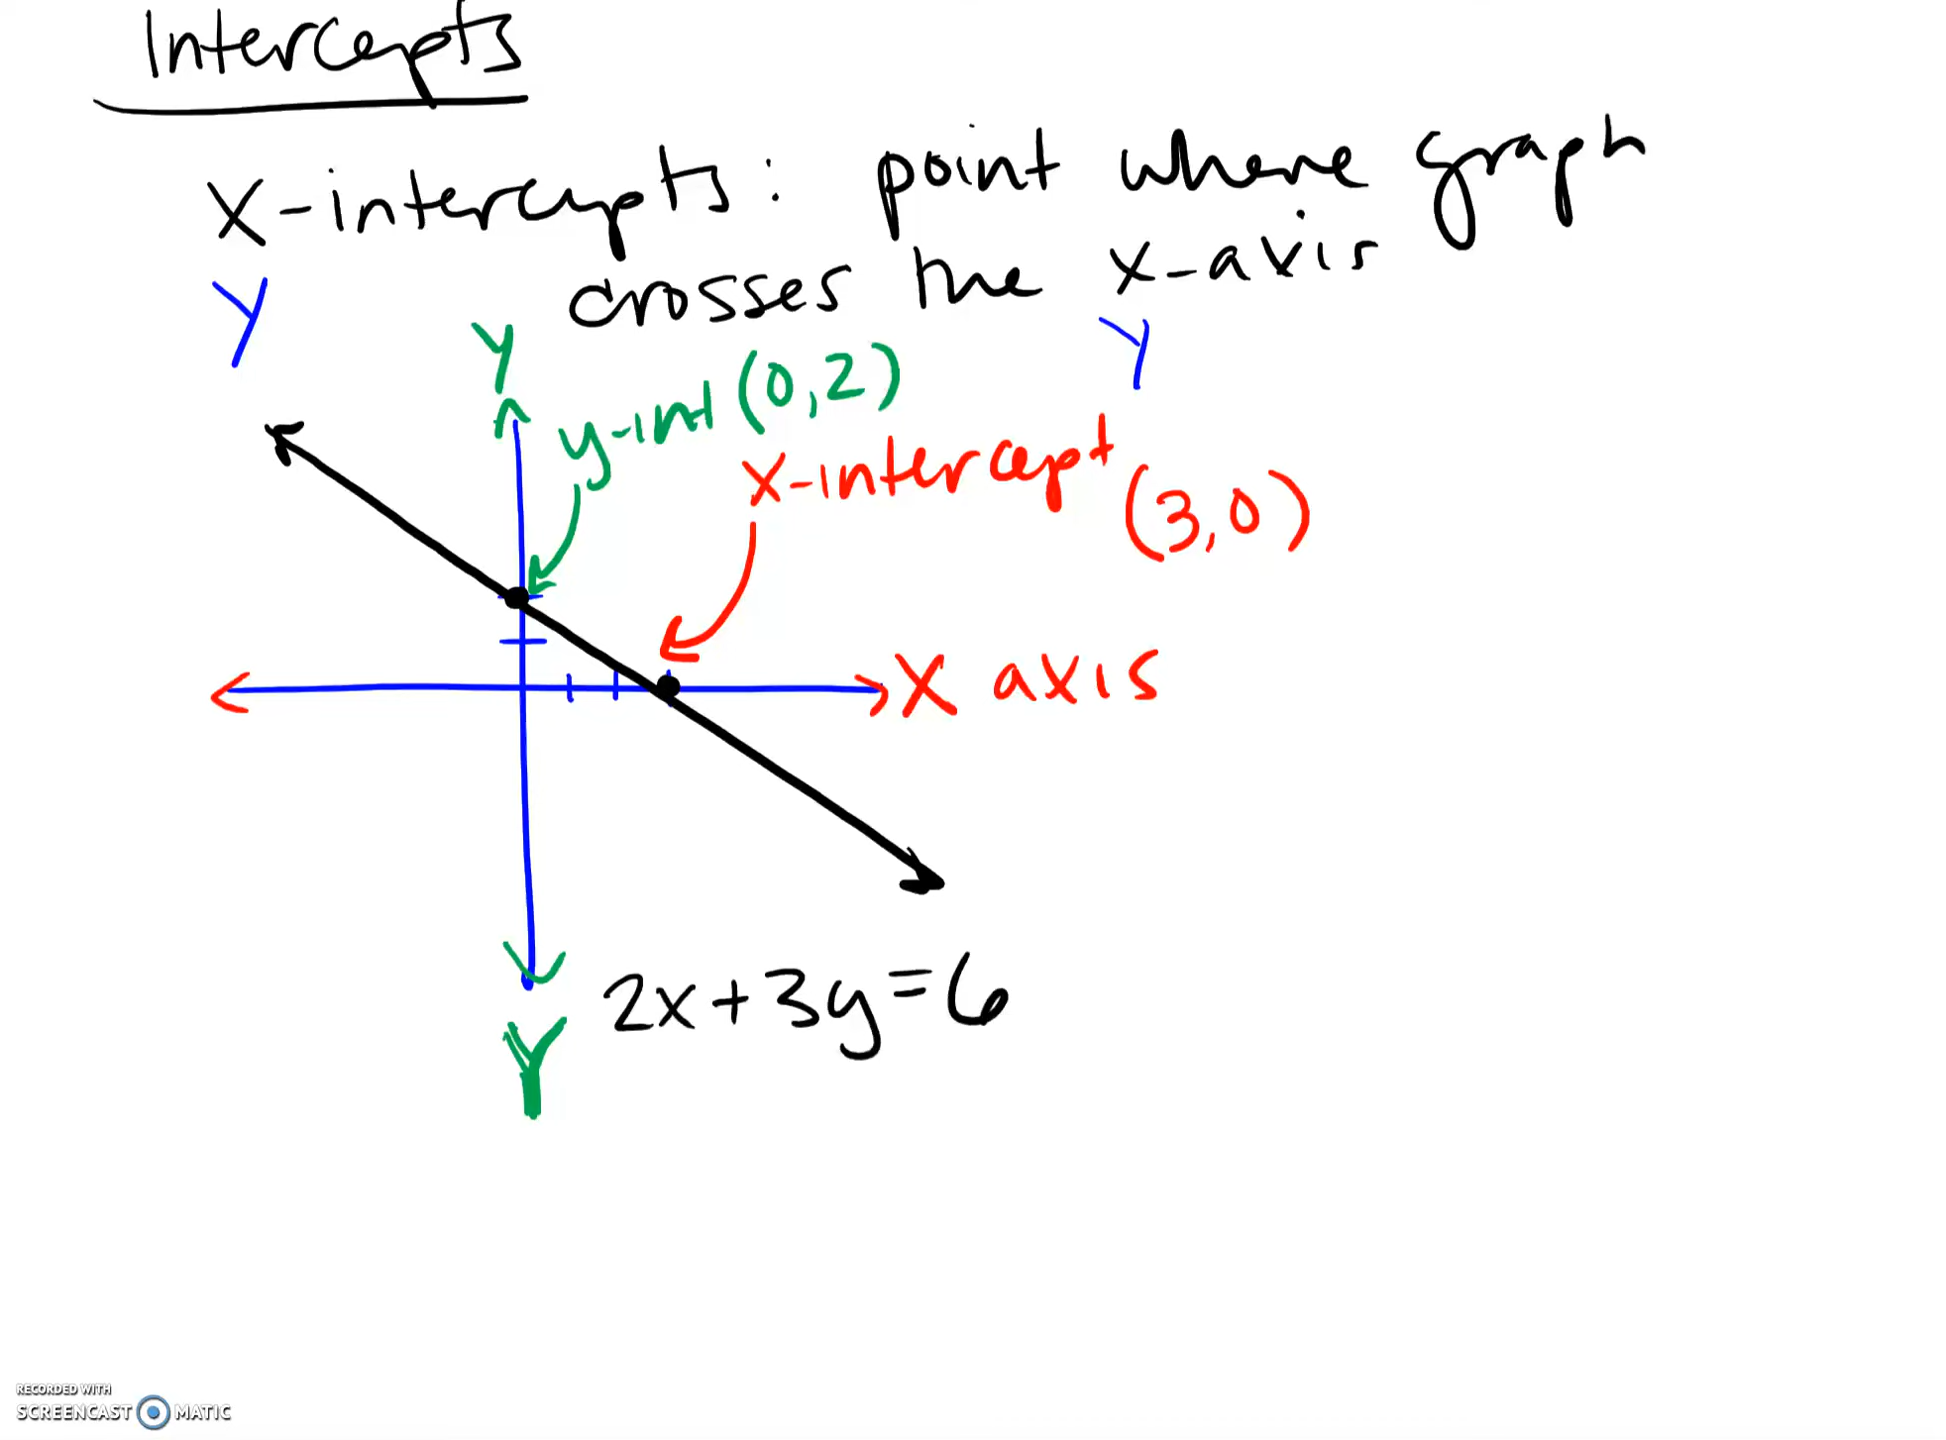 Intercepts
X-intercepts: point where graph
crosses the x-axis
Y
Y
Y
y-int (0,2)
x-intercept (3,0)
X axis
2x+3y=6
Y
RECORDED WITH
SCREENCAST MATIC